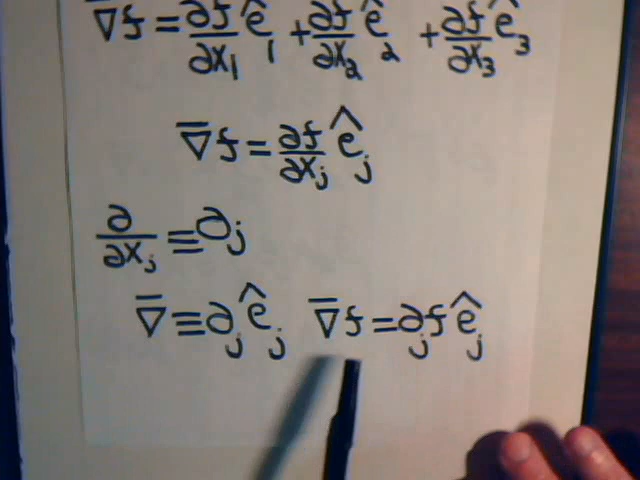 ∇̅f = ∂f/∂x₁ ê₁ + ∂f/∂x₂ ê₂ + ∂f/∂x₃ ê₃
∇̅f = ∂f/∂xⱼ êⱼ
∂/∂xⱼ ≡ ∂ⱼ
∇̅ ≡ ∂ⱼ êⱼ ∇̅f = ∂ⱼf êⱼ